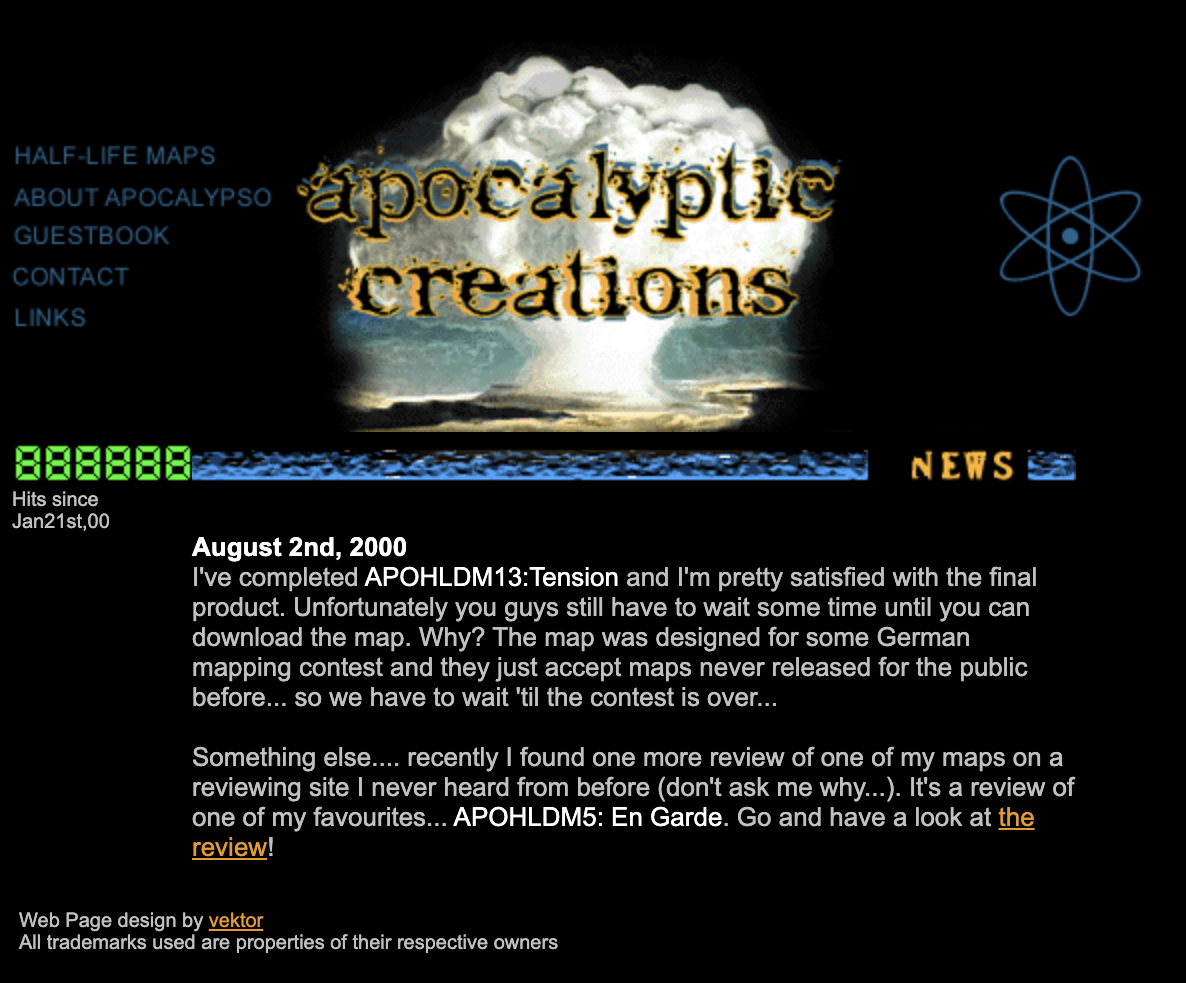 HALF-LIFE MAPS
ABOUT APOCALYPSO
GUESTBOOK
CONTACT
LINKS
apocalyptic
creations
888888
NEWS
Hits since
Jan21st,00
August 2nd, 2000
I've completed APOHLDM13:Tension and I'm pretty satisfied with the final
product. Unfortunately you guys still have to wait some time until you can
download the map. Why? The map was designed for some German
mapping contest and they just accept maps never released for the public
before... so we have to wait 'til the contest is over...
Something else.... recently I found one more review of one of my maps on a
reviewing site I never heard from before (don't ask me why...). It's a review of
one of my favourites... APOHLDM5: En Garde. Go and have a look at the
review!
Web Page design by vektor
All trademarks used are properties of their respective owners